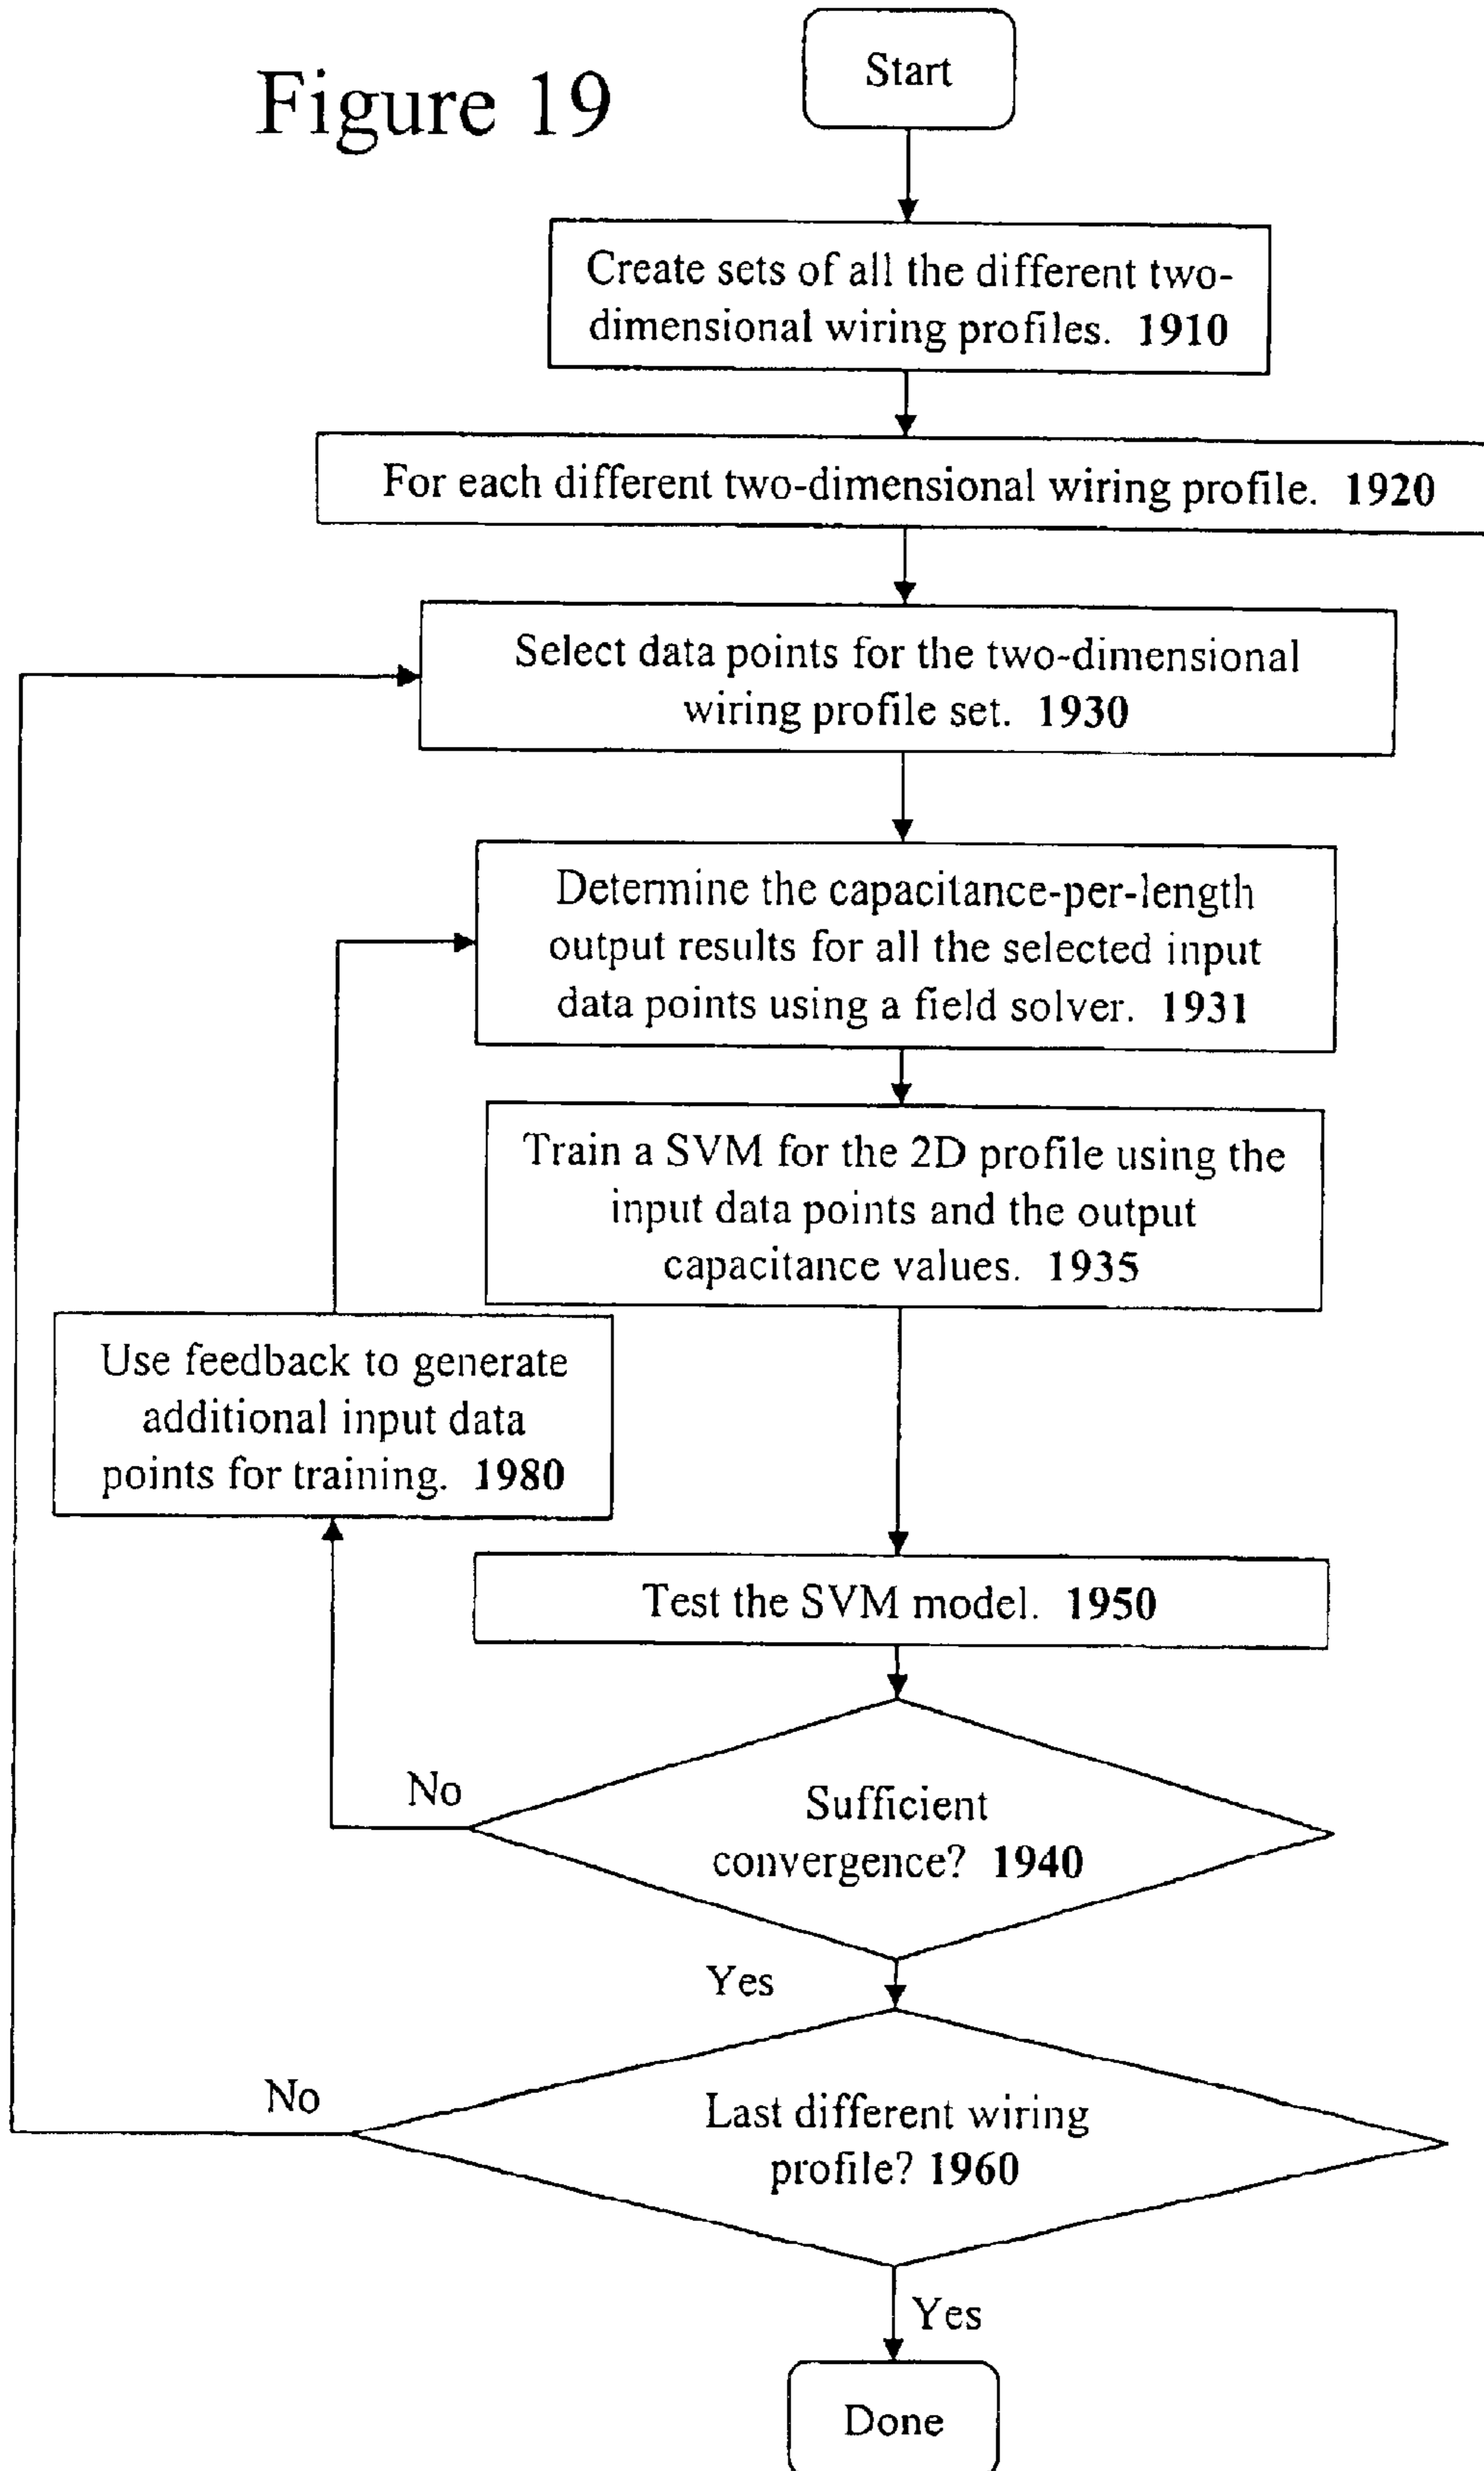 Figure 19
Start
Create sets of all the different two-
dimensional wiring profiles. 1910
For each different two-dimensional wiring profile. 1920
Select data points for the two-dimensional
wiring profile set. 1930
Determine the capacitance-per-length
output results for all the selected input
data points using a field solver. 1931
Train a SVM for the 2D profile using the
input data points and the output
capacitance values. 1935
Use feedback to generate
additional input data
points for training. 1980
Test the SVM model. 1950
No
Sufficient
convergence? 1940
Yes
No
Last different wiring
profile? 1960
Yes
Done